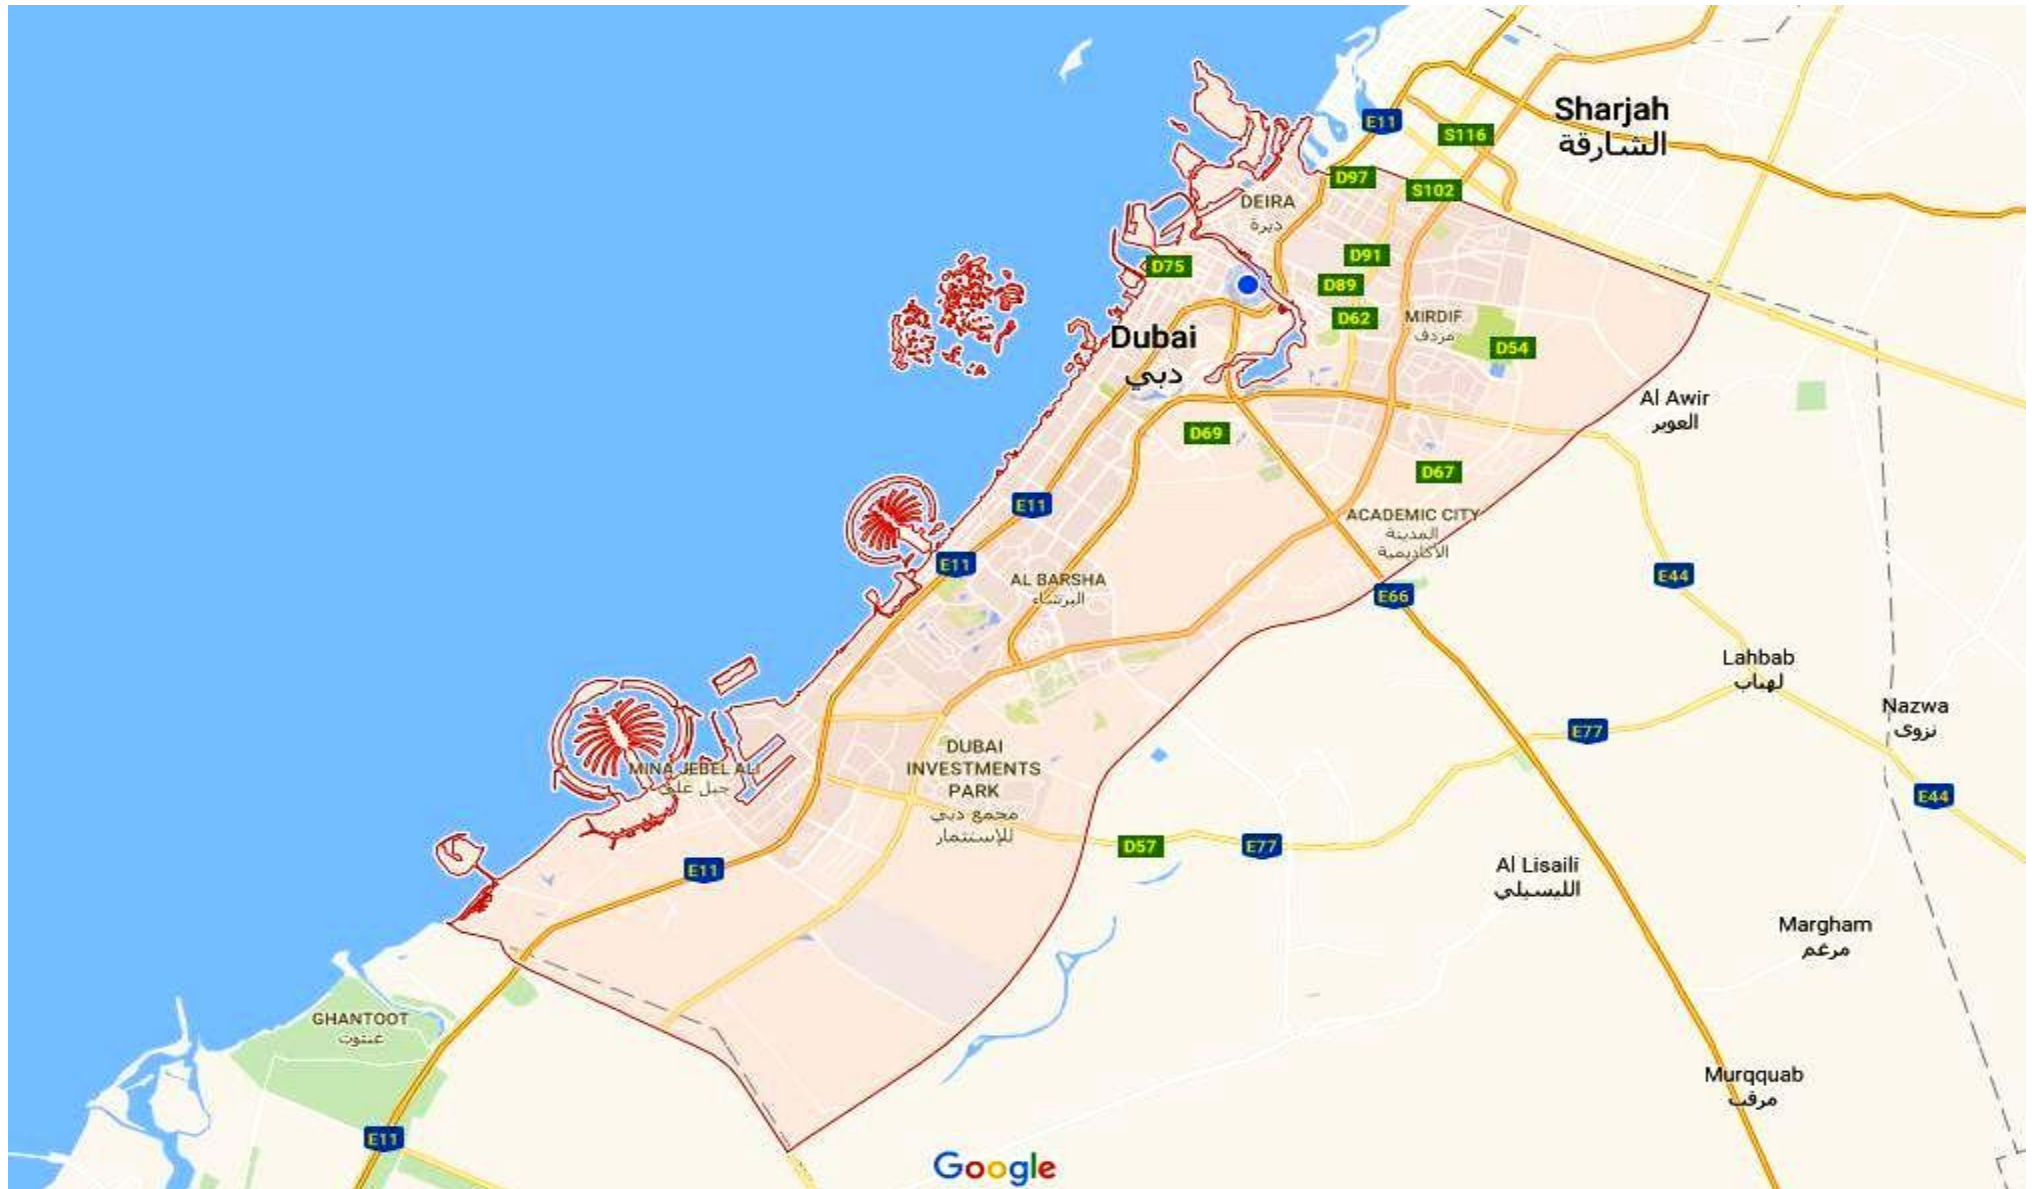 Sharjah
الشارقة
E11
S116
D97
S102
DEIRA
ديرة
D91
D75
D89
D62
MIRDIF
مردف
D54
Dubai
دبي
Al Awir
العوير
D69
D67
E11
ACADEMIC CITY
المدينة
الأكاديمية
E11
AL BARSHA
البرشاء
E44
E66
Lahbab
لهباب
Nazwa
نزوى
E77
DUBAI
INVESTMENTS
PARK
مجمع دبي
للإستثمار
MINA JEBEL ALI
جبل علي
E44
D57
E77
E11
Al Lisaili
الليسيلي
Margham
مرغم
GHANTOOT
غنتوت
Murqquab
مرقب
E11
Google